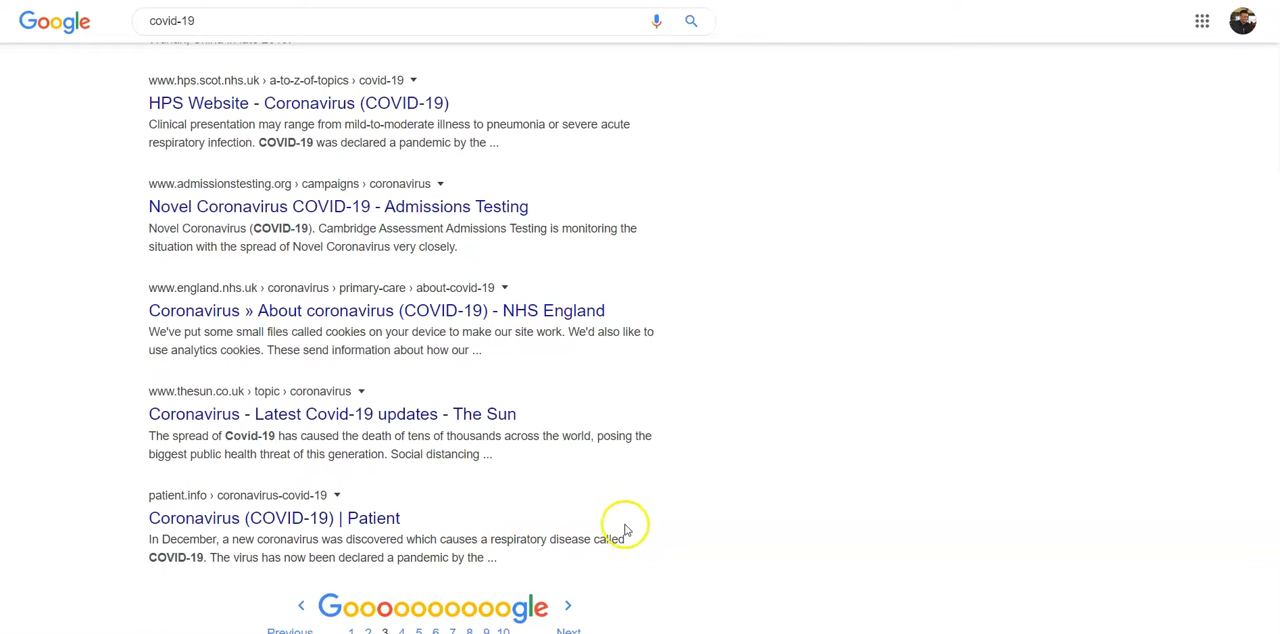 Google
covid-19
www.hps.scot.nhs.uk › a-to-z-of-topics › covid-19
HPS Website - Coronavirus (COVID-19)
Clinical presentation may range from mild-to-moderate illness to pneumonia or severe acute
respiratory infection. COVID-19 was declared a pandemic by the ...
www.admissionstesting.org › campaigns › coronavirus
Novel Coronavirus COVID-19 - Admissions Testing
Novel Coronavirus (COVID-19). Cambridge Assessment Admissions Testing is monitoring the
situation with the spread of Novel Coronavirus very closely.
www.england.nhs.uk › coronavirus › primary-care › about-covid-19
Coronavirus » About coronavirus (COVID-19) - NHS England
We've put some small files called cookies on your device to make our site work. We'd also like to
use analytics cookies. These send information about how our ...
www.thesun.co.uk › topic › coronavirus
Coronavirus - Latest Covid-19 updates - The Sun
The spread of Covid-19 has caused the death of tens of thousands across the world, posing the
biggest public health threat of this generation. Social distancing ...
patient.info › coronavirus-covid-19
Coronavirus (COVID-19) | Patient
In December, a new coronavirus was discovered which causes a respiratory disease called
COVID-19. The virus has now been declared a pandemic by the ...
‹ Goooooooooogle ›
Previous 1 2 3 4 5 6 7 8 9 10 Next